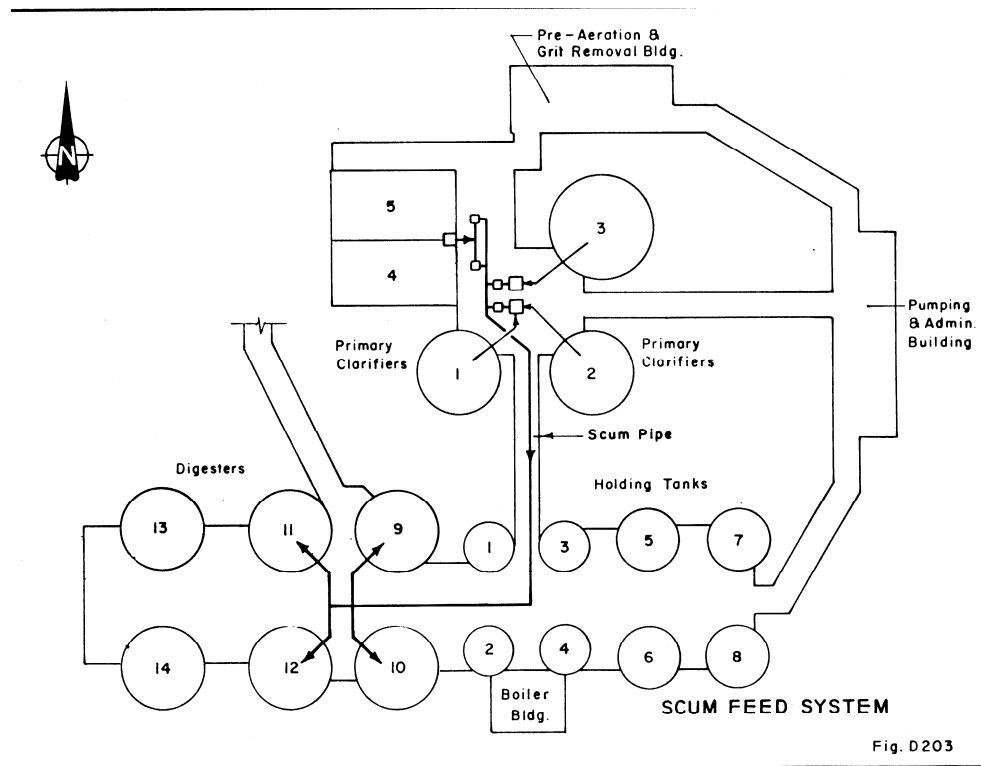 Pre-Aeration &
Grit Removal Bldg.
N
5
3
4
Pumping
& Admin.
Building
Primary
Clarifiers
Primary
Clarifiers
1
2
Scum Pipe
Digesters
Holding Tanks
13
11
9
1
3
5
7
14
12
10
2
4
6
8
Boiler
Bldg.
SCUM FEED SYSTEM
Fig. D203